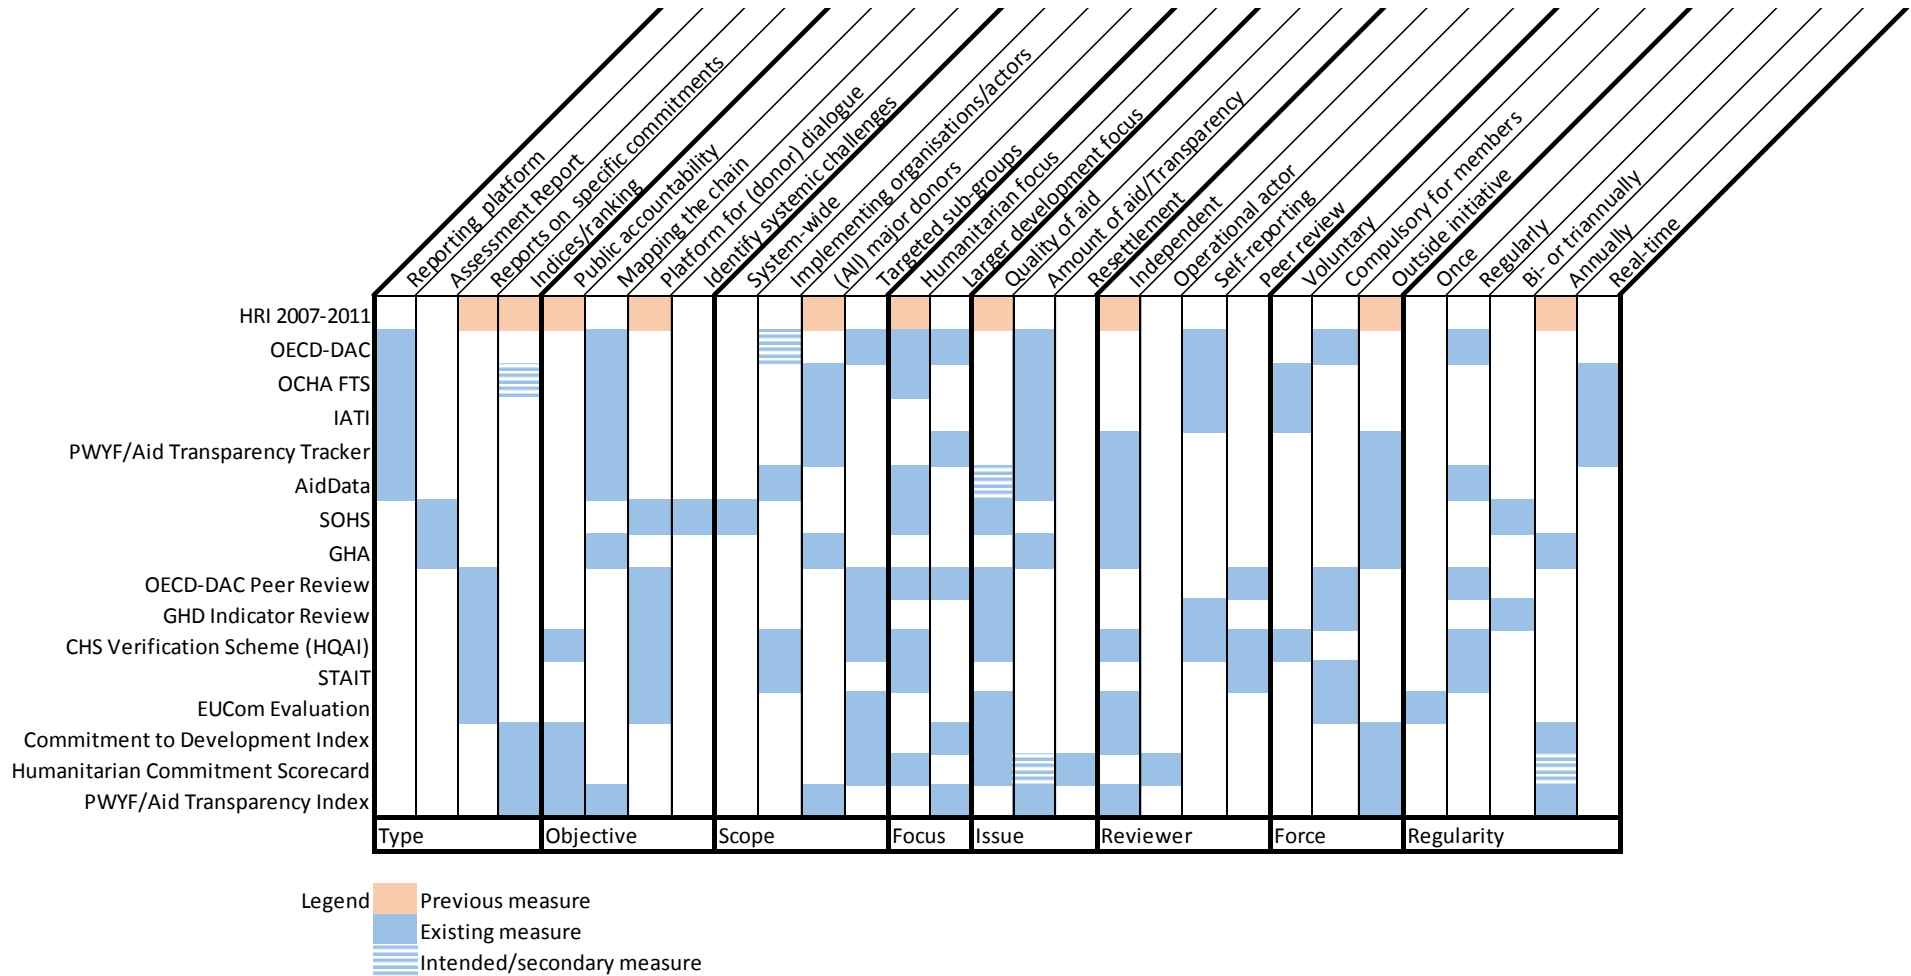 Reporting platform
Assessment Report
Reports on specific commitments
Indices/ranking
Public accountability
Mapping the chain
Platform for (donor) dialogue
Identify systemic challenges
System-wide
Implementing organisations/actors
(All) major donors
Targeted sub-groups
Humanitarian focus
Larger development focus
Quality of aid
Amount of aid/Transparency
Resettlement
Independent
Operational actor
Self-reporting
Peer review
Voluntary
Compulsory for members
Outside initiative
Once
Regularly
Bi- or triannually
Annually
Real-time
HRI 2007-2011
OECD-DAC
OCHA FTS
IATI
PWYF/Aid Transparency Tracker
AidData
SOHS
GHA
OECD-DAC Peer Review
GHD Indicator Review
CHS Verification Scheme (HQAI)
STAIT
EUCom Evaluation
Commitment to Development Index
Humanitarian Commitment Scorecard
PWYF/Aid Transparency Index
Type Objective Scope Focus Issue Reviewer Force Regularity
Legend Previous measure
Existing measure
Intended/secondary measure